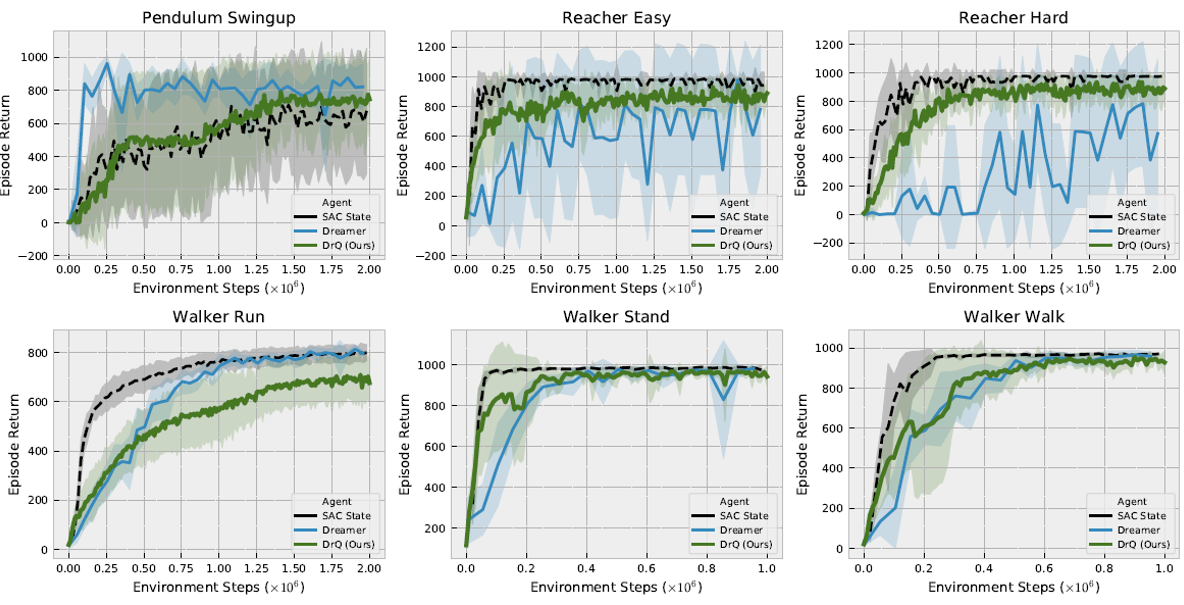 Pendulum Swingup
Episode Return
1000
800
600
400
200
0
−200
0.00 0.25 0.50 0.75 1.00 1.25 1.50 1.75 2.00
Environment Steps (×10⁶)
Agent
SAC State
Dreamer
DrQ (Ours)
Reacher Easy
Episode Return
1200
1000
800
600
400
200
0
−200
0.00 0.25 0.50 0.75 1.00 1.25 1.50 1.75 2.00
Environment Steps (×10⁶)
Agent
SAC State
Dreamer
DrQ (Ours)
Reacher Hard
Episode Return
1200
1000
800
600
400
200
0
−200
0.00 0.25 0.50 0.75 1.00 1.25 1.50 1.75 2.00
Environment Steps (×10⁶)
Agent
SAC State
Dreamer
DrQ (Ours)
Walker Run
Episode Return
800
600
400
200
0
0.00 0.25 0.50 0.75 1.00 1.25 1.50 1.75 2.00
Environment Steps (×10⁶)
Agent
SAC State
Dreamer
DrQ (Ours)
Walker Stand
Episode Return
1000
800
600
400
200
0.0 0.2 0.4 0.6 0.8 1.0
Environment Steps (×10⁶)
Agent
SAC State
Dreamer
DrQ (Ours)
Walker Walk
Episode Return
1000
800
600
400
200
0
0.0 0.2 0.4 0.6 0.8 1.0
Environment Steps (×10⁶)
Agent
SAC State
Dreamer
DrQ (Ours)